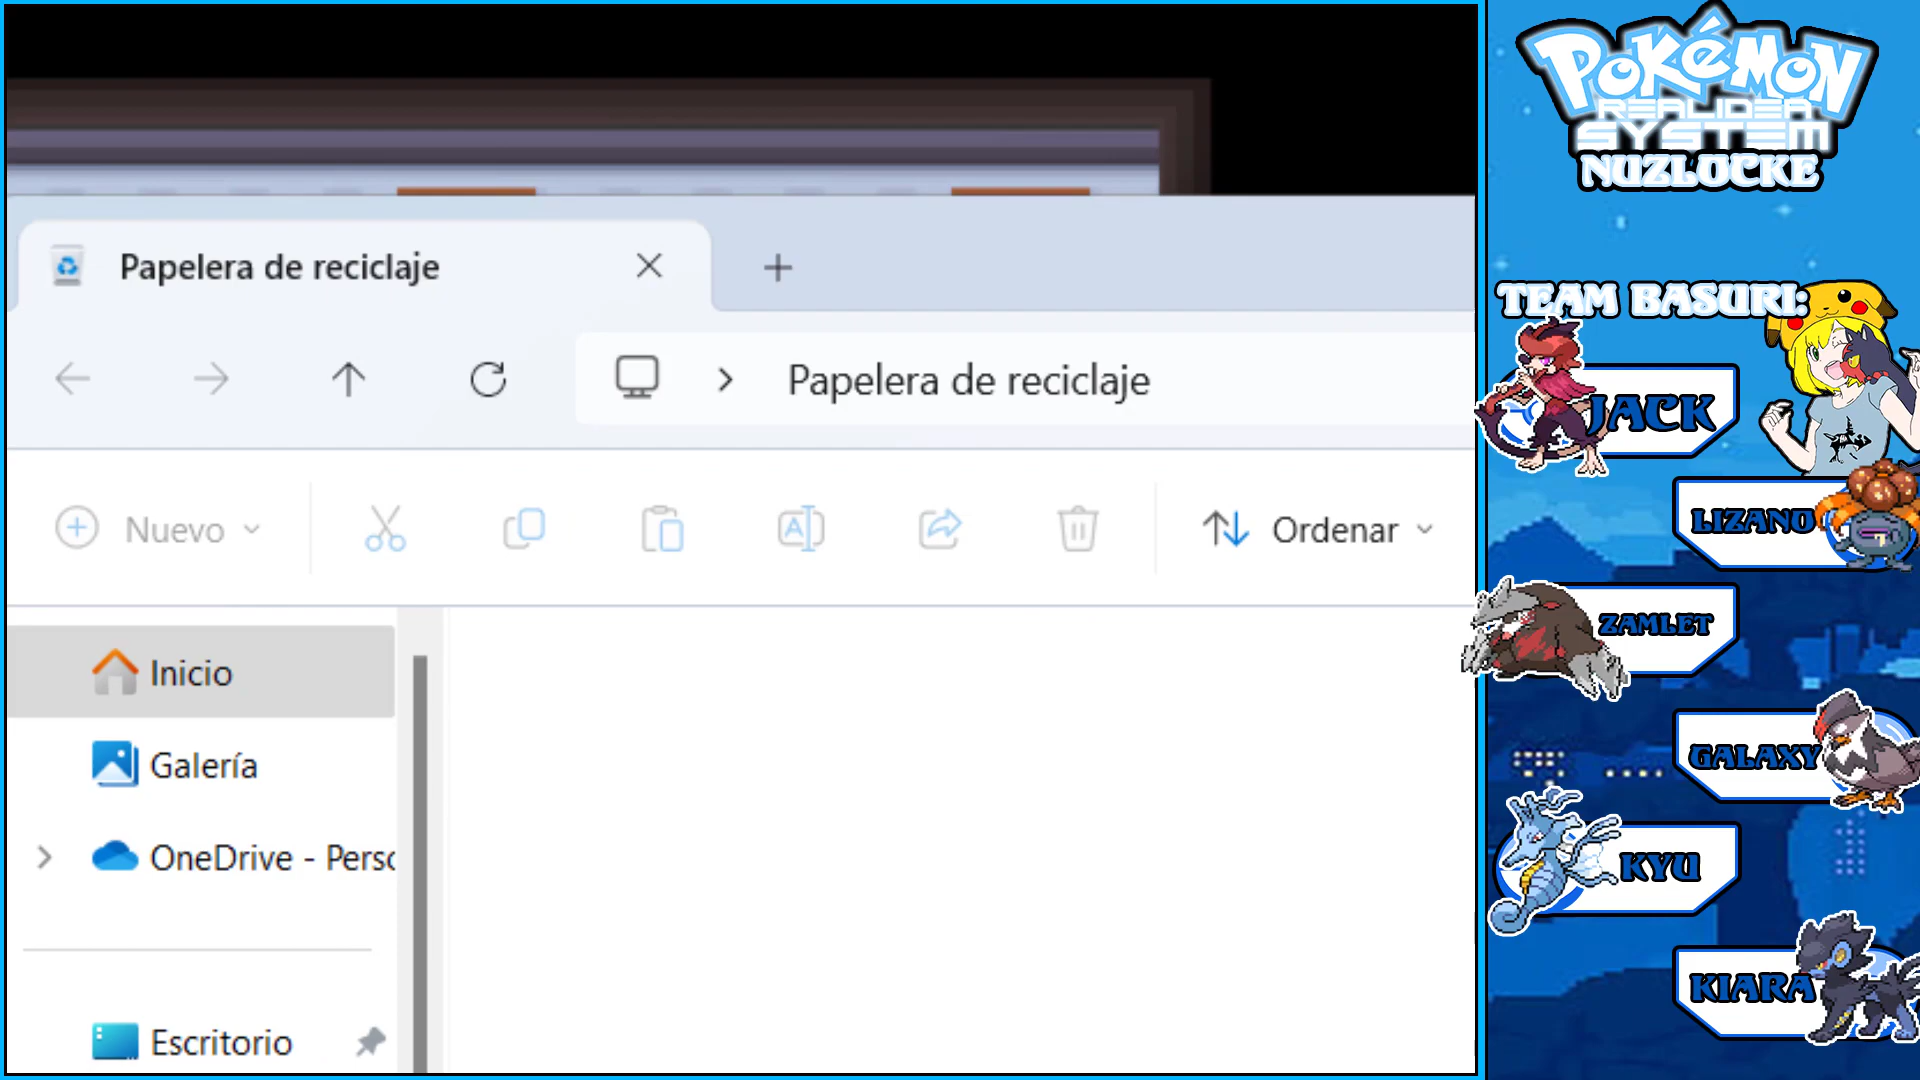 Papelera de reciclaje
Papelera de reciclaje
Nuevo
Ordenar
Inicio
Galería
OneDrive - Perso
Escritorio
POKÉMON
REALIDEA
SYSTEM
NUZLOCKE
TEAM BASURI:
JACK
LIZANO
ZAMLET
GALAXY
KYU
KIARA